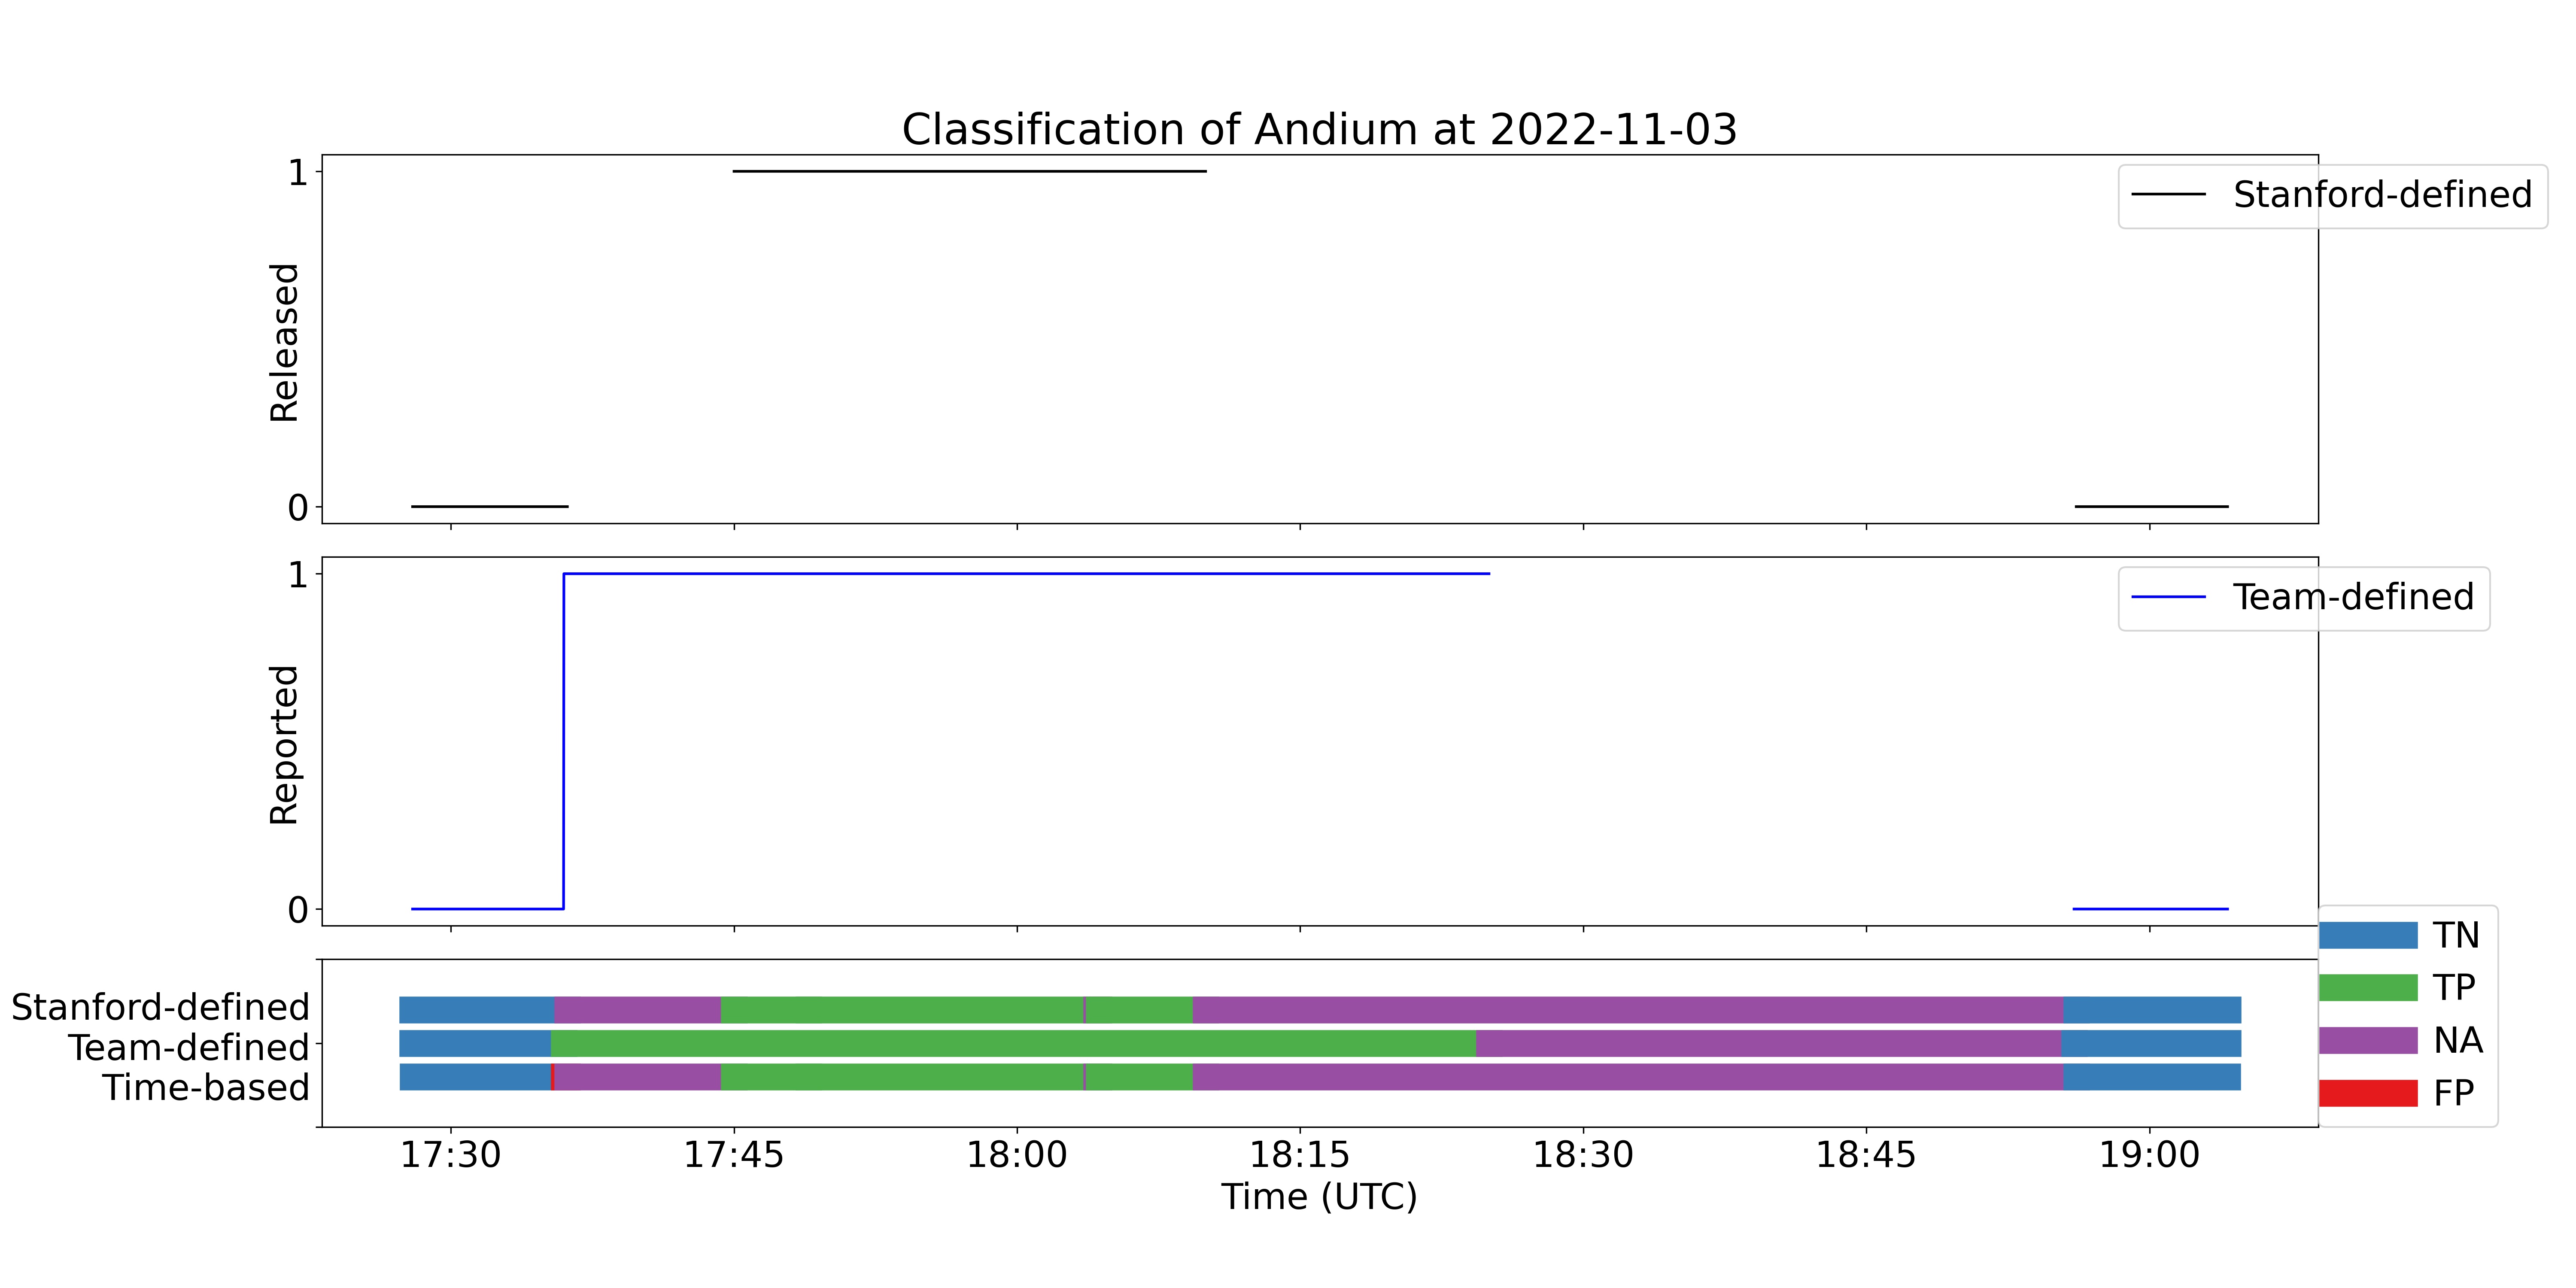 Classification of Andium at 2022-11-03
1
Released
0
Stanford-defined
1
Reported
0
Team-defined
Stanford-defined
Team-defined
Time-based
TN
TP
NA
FP
17:30 17:45 18:00 18:15 18:30 18:45 19:00
Time (UTC)